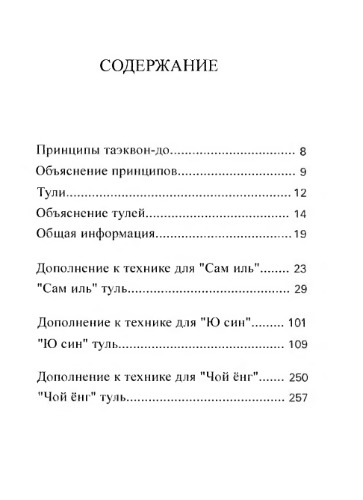 СОДЕРЖАНИЕ
Принципы таэквон-до........................... 8
Объяснение принципов......................... 9
Тули..................................................... 12
Объяснение тулей................................ 14
Общая информация.............................. 19
Дополнение к технике для "Сам иль"........ 23
"Сам иль" туль....................................... 29
Дополнение к технике для "Ю син".......... 101
"Ю син" туль........................................ 109
Дополнение к технике для "Чой ёнг"....... 250
"Чой ёнг" туль...................................... 257